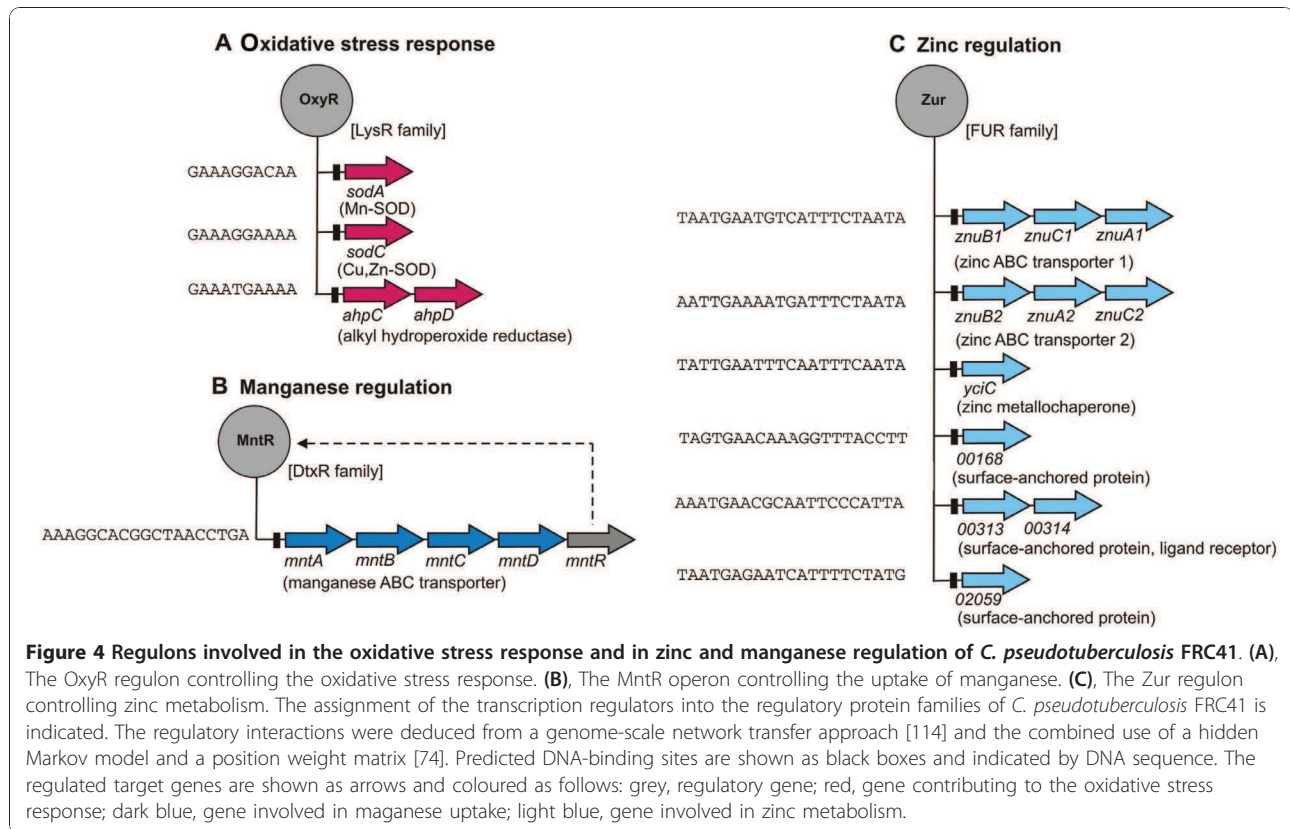 A Oxidative stress response
OxyR
[LysR family]
GAAAGGACAA
sodA
(Mn-SOD)
GAAAGGAAAA
sodC
(Cu,Zn-SOD)
GAAATGAAAA
ahpC ahpD
(alkyl hydroperoxide reductase)
B Manganese regulation
MntR
[DtxR family]
AAAGGCACGGCTAACCTGA
mntA mntB mntC mntD mntR
(manganese ABC transporter)
C Zinc regulation
Zur
[FUR family]
TAATGAATGTCATTTCTAATA
znuB1 znuC1 znuA1
(zinc ABC transporter 1)
AATTGAAAATGATTTCTAATA
znuB2 znuA2 znuC2
(zinc ABC transporter 2)
TATTGAATTTCAATTTCAATA
yciC
(zinc metallochaperone)
TAGTGAACAAAGGTTTACCTT
00168
(surface-anchored protein)
AAATGAACGCAATTCCCATTA
00313 00314
(surface-anchored protein, ligand receptor)
TAATGAGAATCATTTTCTATG
02059
(surface-anchored protein)
Figure 4 Regulons involved in the oxidative stress response and in zinc and manganese regulation of C. pseudotuberculosis FRC41. (A),
The OxyR regulon controlling the oxidative stress response. (B), The MntR operon controlling the uptake of manganese. (C), The Zur regulon
controlling zinc metabolism. The assignment of the transcription regulators into the regulatory protein families of C. pseudotuberculosis FRC41 is
indicated. The regulatory interactions were deduced from a genome-scale network transfer approach [114] and the combined use of a hidden
Markov model and a position weight matrix [74]. Predicted DNA-binding sites are shown as black boxes and indicated by DNA sequence. The
regulated target genes are shown as arrows and coloured as follows: grey, regulatory gene; red, gene contributing to the oxidative stress
response; dark blue, gene involved in maganese uptake; light blue, gene involved in zinc metabolism.